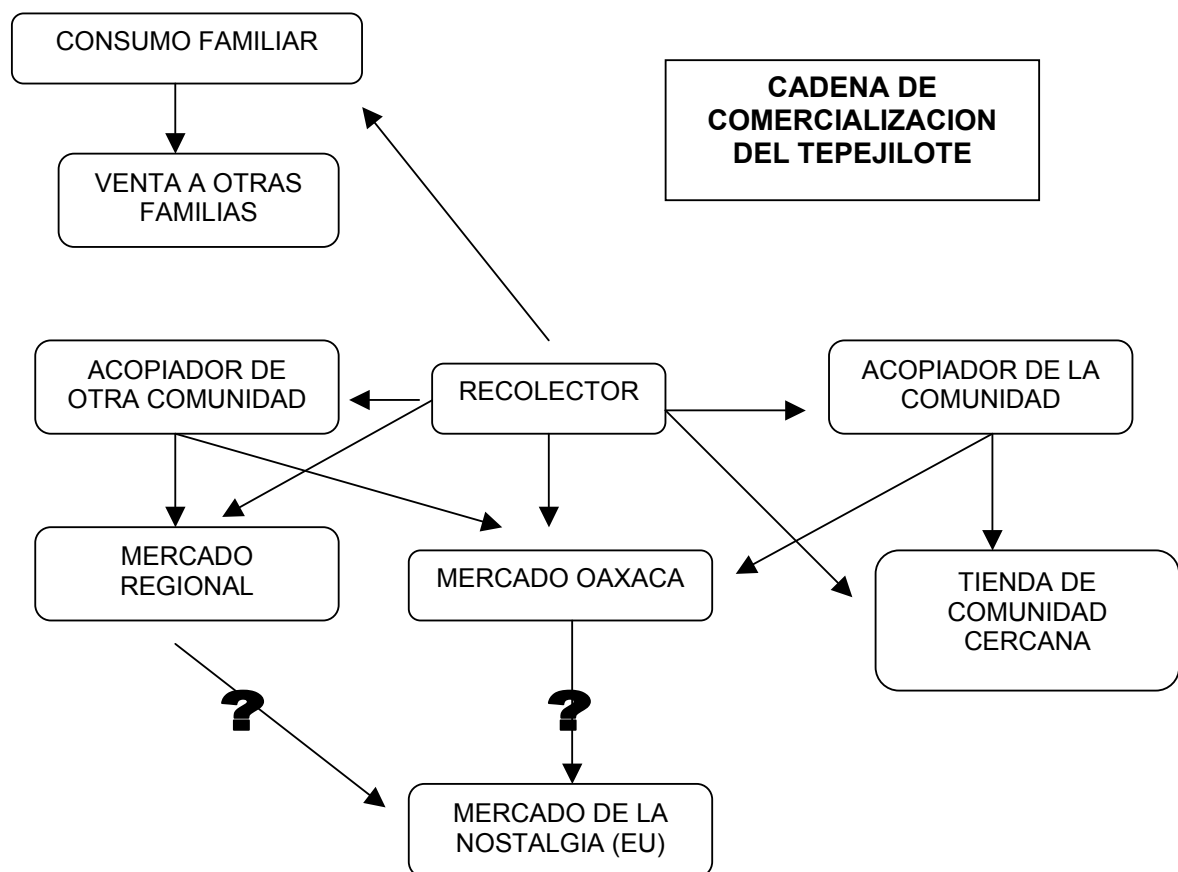 CONSUMO FAMILIAR
CADENA DE
COMERCIALIZACION
DEL TEPEJILOTE
VENTA A OTRAS
FAMILIAS
ACOPIADOR DE
OTRA COMUNIDAD
RECOLECTOR
ACOPIADOR DE LA
COMUNIDAD
MERCADO
REGIONAL
MERCADO OAXACA
TIENDA DE
COMUNIDAD
CERCANA
?
?
MERCADO DE LA
NOSTALGIA (EU)